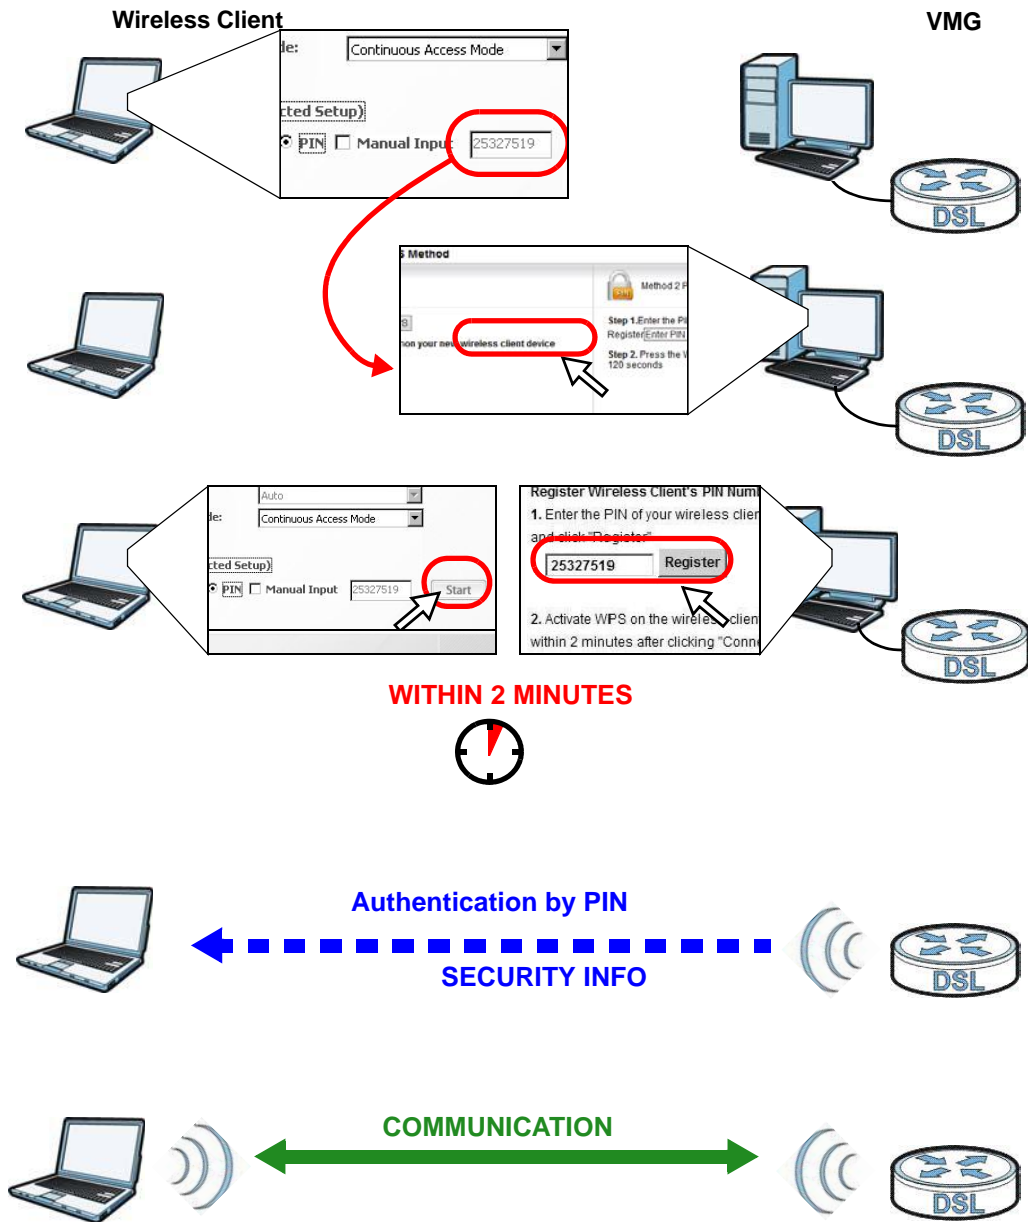 Wireless Client
VMG
de:
Continuous Access Mode
cted Setup)
PIN
Manual Input
25327519
DSL
S Method
Method 2 P
Step 1.Enter the PI
Register Enter PIN
on your new wireless client device
Step 2. Press the W
120 seconds
DSL
Auto
de:
Continuous Access Mode
cted Setup)
PIN
Manual Input
25327519
Start
Register Wireless Client's PIN Num
1. Enter the PIN of your wireless clien
and click "Register"
25327519
Register
2. Activate WPS on the wireless clien
within 2 minutes after clicking "Conn
DSL
WITHIN 2 MINUTES
Authentication by PIN
SECURITY INFO
DSL
COMMUNICATION
DSL